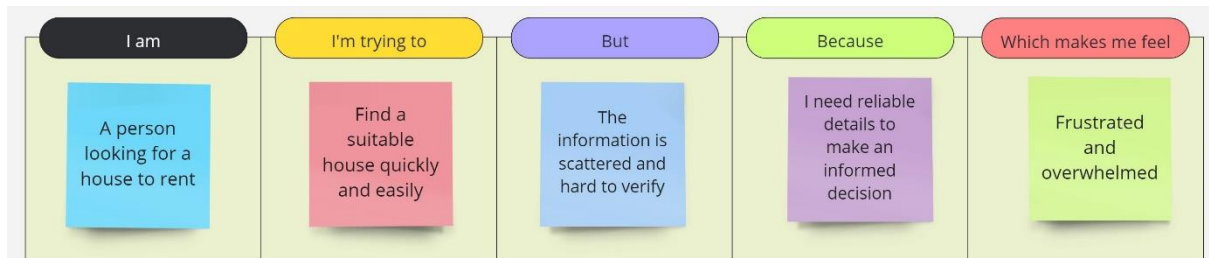 I am
I'm trying to
But
Because
Which makes me feel
A person
looking for a
house to rent
Find a
suitable
house quickly
and easily
The
information is
scattered and
hard to verify
I need reliable
details to
make an
informed
decision
Frustrated
and
overwhelmed